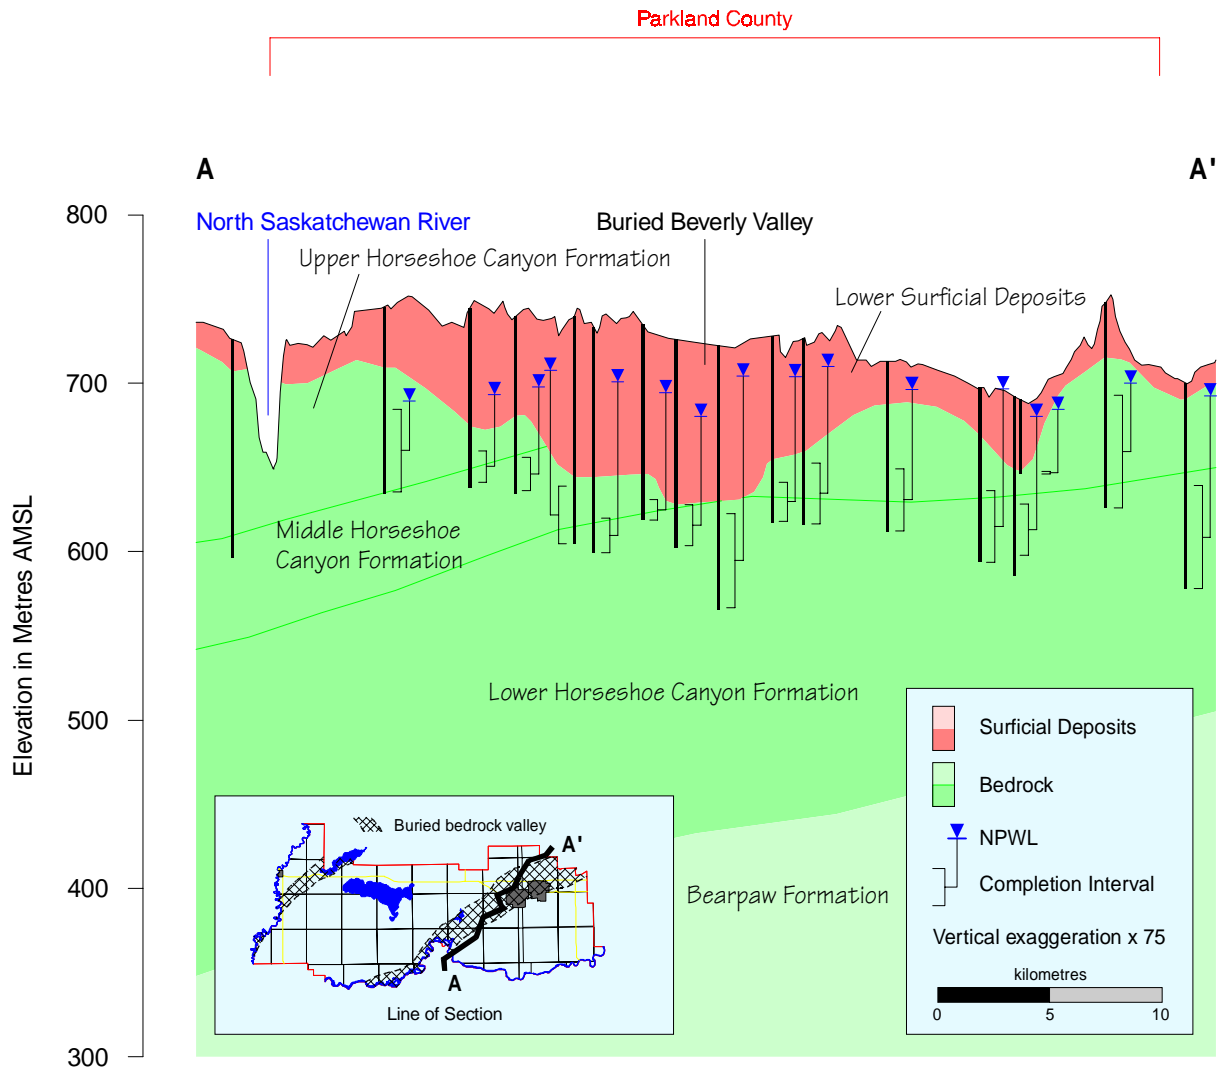 Parkland County
A
A'
800
North Saskatchewan River
Buried Beverly Valley
Upper Horseshoe Canyon Formation
Lower Surficial Deposits
700
600
Middle Horseshoe
Canyon Formation
Elevation in Metres AMSL
Lower Horseshoe Canyon Formation
500
Surficial Deposits
Bedrock
NPWL
Completion Interval
Vertical exaggeration x 75
kilometres
0
5
10
Buried bedrock valley
A'
A
Line of Section
400
Bearpaw Formation
300